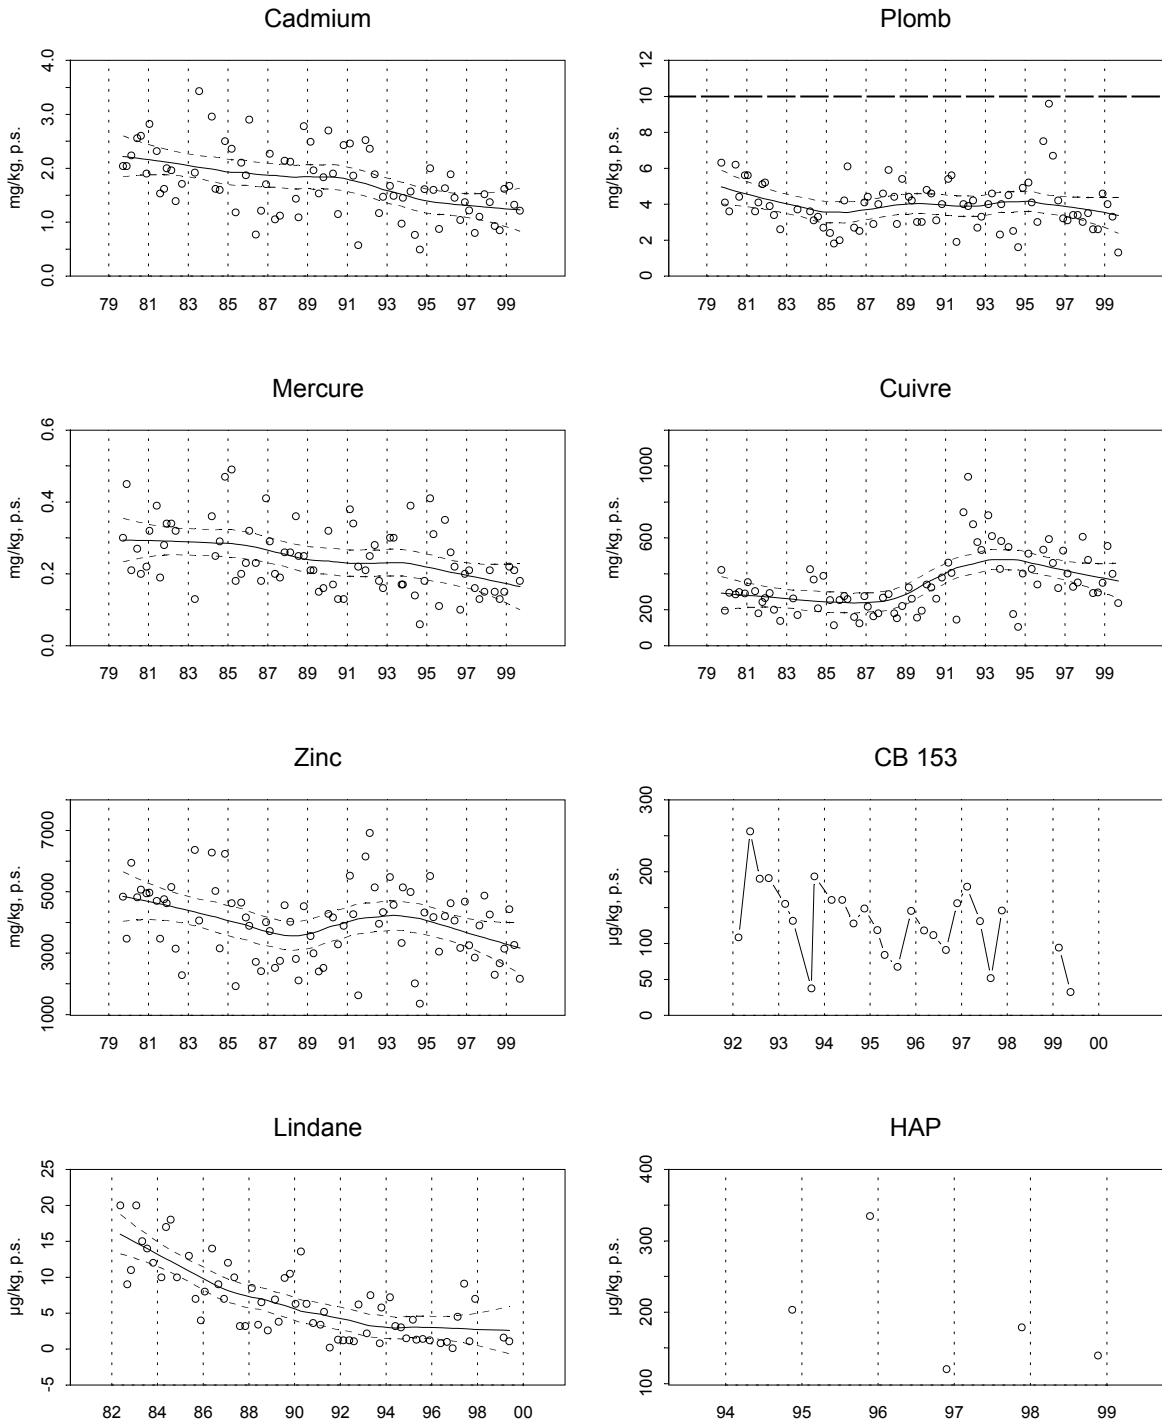 Cadmium
mg/kg, p.s.
0.0 1.0 2.0 3.0 4.0
79 81 83 85 87 89 91 93 95 97 99
Plomb
mg/kg, p.s.
0 2 4 6 8 10 12
79 81 83 85 87 89 91 93 95 97 99
Mercure
mg/kg, p.s.
0.0 0.2 0.4 0.6
79 81 83 85 87 89 91 93 95 97 99
Cuivre
mg/kg, p.s.
0 200 400 600 1000
79 81 83 85 87 89 91 93 95 97 99
Zinc
mg/kg, p.s.
1000 3000 5000 7000
79 81 83 85 87 89 91 93 95 97 99
CB 153
µg/kg, p.s.
0 50 100 200 300
92 93 94 95 96 97 98 99 00
Lindane
µg/kg, p.s.
-5 0 5 10 15 20 25
82 84 86 88 90 92 94 96 98 00
HAP
µg/kg, p.s.
100 200 300 400
94 95 96 97 98 99